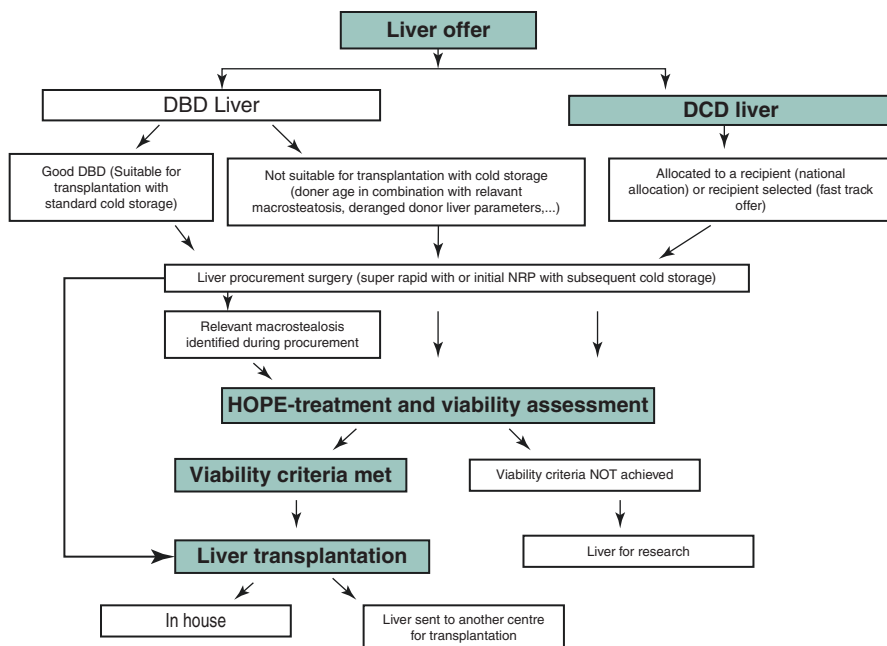 Liver offer
DBD Liver
DCD liver
Good DBD (Suitable for
transplantation with
standard cold storage)
Not suitable for transplantation with cold storage
(doner age in combination with relevant
macrosteatosis, deranged donor liver parameters,...)
Allocated to a recipient (national
allocation) or recipient selected (fast track
offer)
Liver procurement surgery (super rapid with or initial NRP with subsequent cold storage)
Relevant macrostealosis
identified during procurement
HOPE-treatment and viability assessment
Viability criteria met
Viability criteria NOT achieved
Liver transplantation
Liver for research
In house
Liver sent to another centre
for transplantation